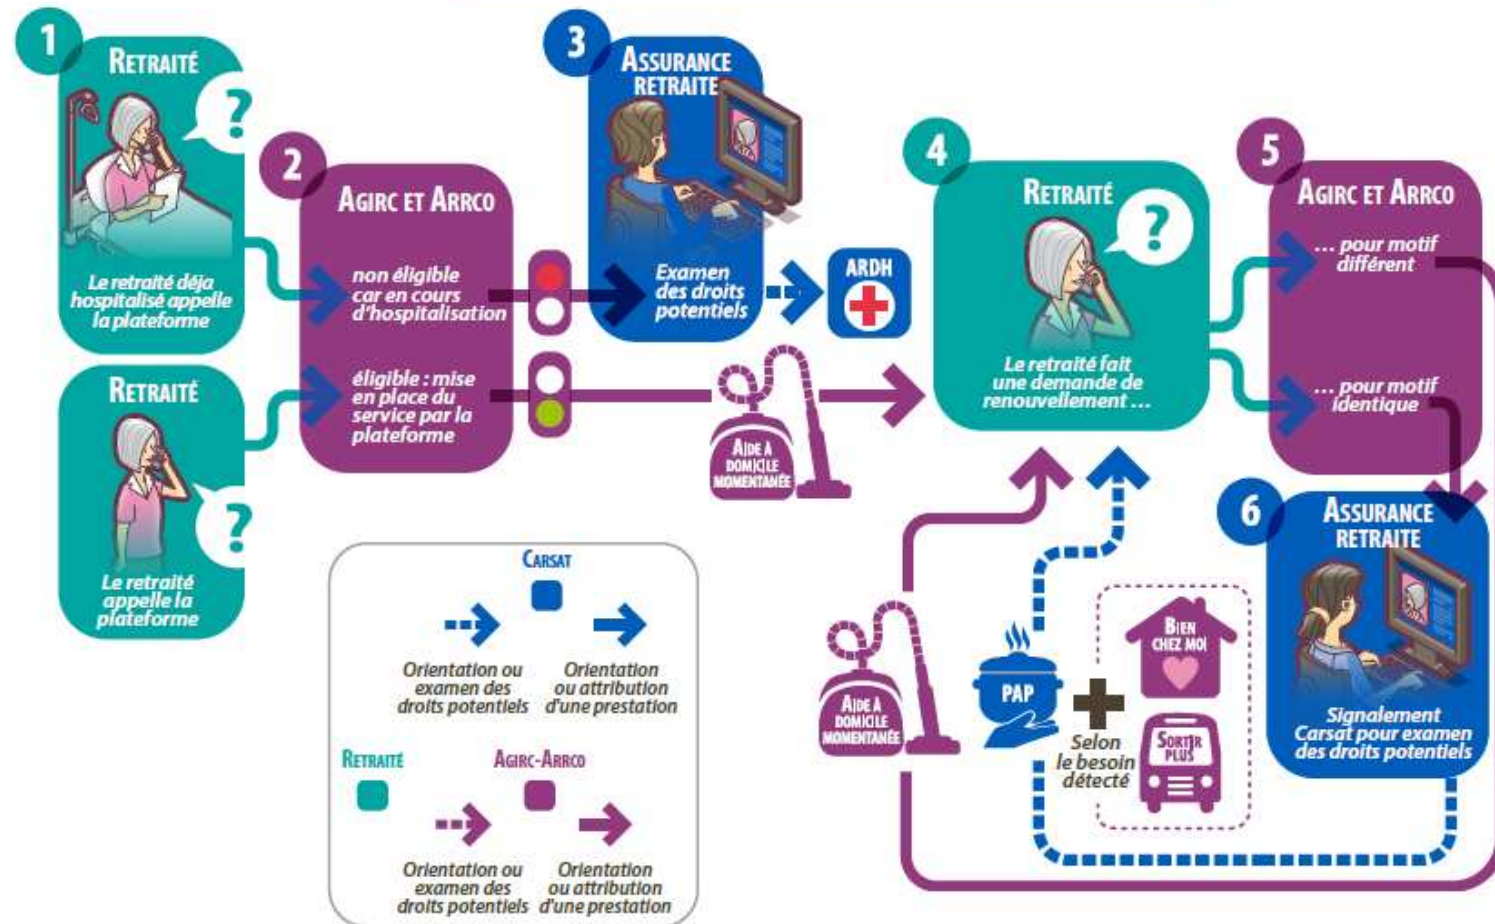 1
RETRAITÉ
?
Le retraité déja
hospitalisé appelle
la plateforme
RETRAITÉ
?
Le retraité
appelle la
plateforme
2
AGIRC ET ARRCO
non éligible
car en cours
d'hospitalisation
éligible : mise
en place du
service par la
plateforme
3
ASSURANCE
RETRAITE
Examen
des droits
potentiels
ARDH
AIDE À
DOMICILE
MOMENTANÉE
4
RETRAITÉ
?
Le retraité fait
une demande de
renouvellement ...
5
AGIRC ET ARRCO
... pour motif
différent
... pour motif
identique
6
ASSURANCE
RETRAITE
Signalement
Carsat pour examen
des droits potentiels
AIDE À
DOMICILE
MOMENTANÉE
PAP
Selon
le besoin
détecté
BIEN
CHEZ MOI
SORTIR
PLUS
CARSAT
Orientation ou
examen des
droits potentiels
Orientation
ou attribution
d'une prestation
RETRAITÉ
AGIRC-ARRCO
Orientation ou
examen des
droits potentiels
Orientation
ou attribution
d'une prestation